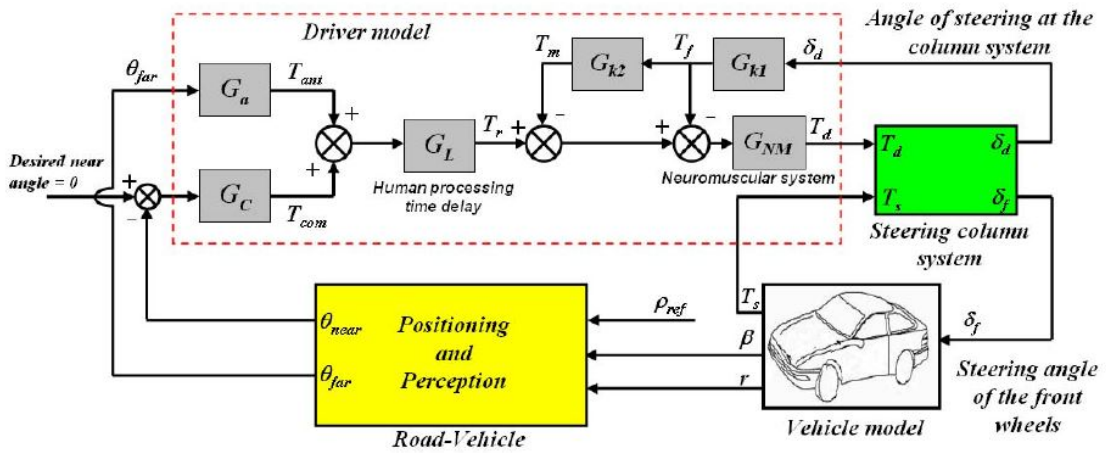 Driver model
Angle of steering at the
column system
θfar
Ga
Tant
Tm
Gk2
Tf
Gk1
δd
+
+
GL
Tr
+
−
+
−
GNM
Td
Human processing
time delay
Neuromuscular system
Desired near
angle = 0
+
−
GC
Tcom
Td
δd
Ts
δf
Steering column
system
θnear
θfar
Positioning
and
Perception
Road-Vehicle
ρref
β
r
Ts
Vehicle model
δf
Steering angle
of the front
wheels